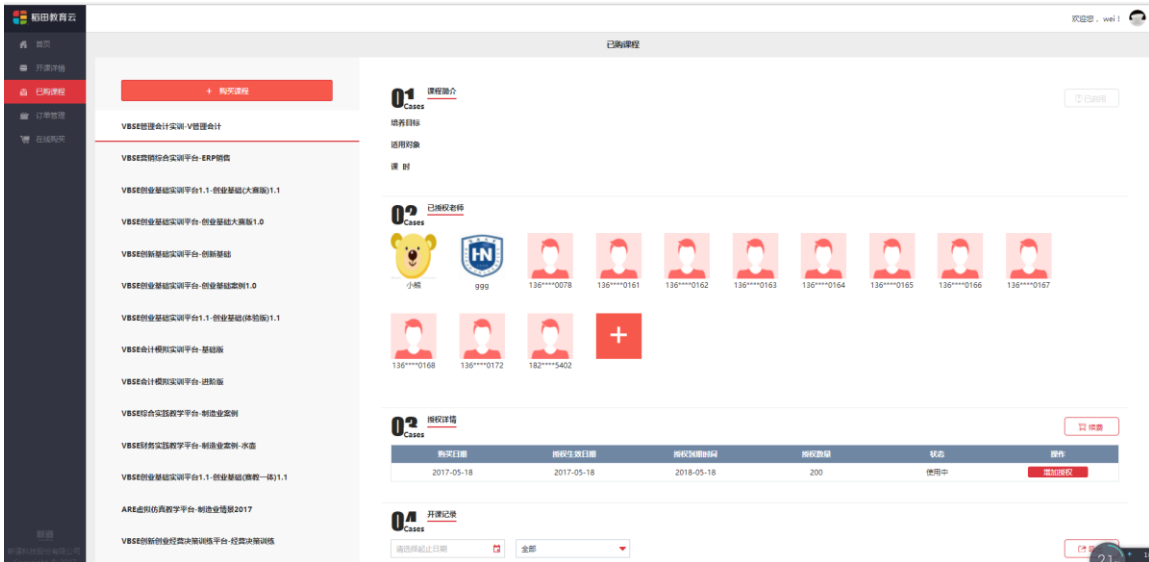 稻田教育云
欢迎您，wei！
首页
开课详情
已购课程
订单管理
在线购买
已购课程
+ 购买课程
VBSE管理会计实训-V管理会计
VBSE营销综合实训平台-ERP销售
VBSE创业基础实训平台1.1-创业基础(大赛版)1.1
VBSE创业基础实训平台-创业基础大赛版1.0
VBSE创新基础实训平台-创新基础
VBSE创业基础实训平台-创业基础案例1.0
VBSE创业基础实训平台1.1-创业基础(体验版)1.1
VBSE会计模拟实训平台-基础版
VBSE会计模拟实训平台-进阶版
VBSE综合实践教学平台-制造业案例
VBSE财务实践教学平台-制造业案例-水壶
VBSE创业基础实训平台1.1-创业基础(赛教一体)1.1
ARE虚拟仿真教学平台-制造业情景2017
VBSE创新创业经营决策训练平台-经营决策训练
01 Cases 课程简介
已启用
培养目标
适用对象
课 时
02 Cases 已授权老师
HN
小熊 999 136****0078 136****0161 136****0162 136****0163 136****0164 136****0165 136****0166 136****0167
136****0168 136****0172 182****5402
03 Cases 授权详情
续费
购买日期 授权生效日期 授权到期时间 授权数量 状态 操作
2017-05-18 2017-05-18 2018-05-18 200 使用中 增加授权
04 Cases 开课记录
请选择起止日期 全部
21